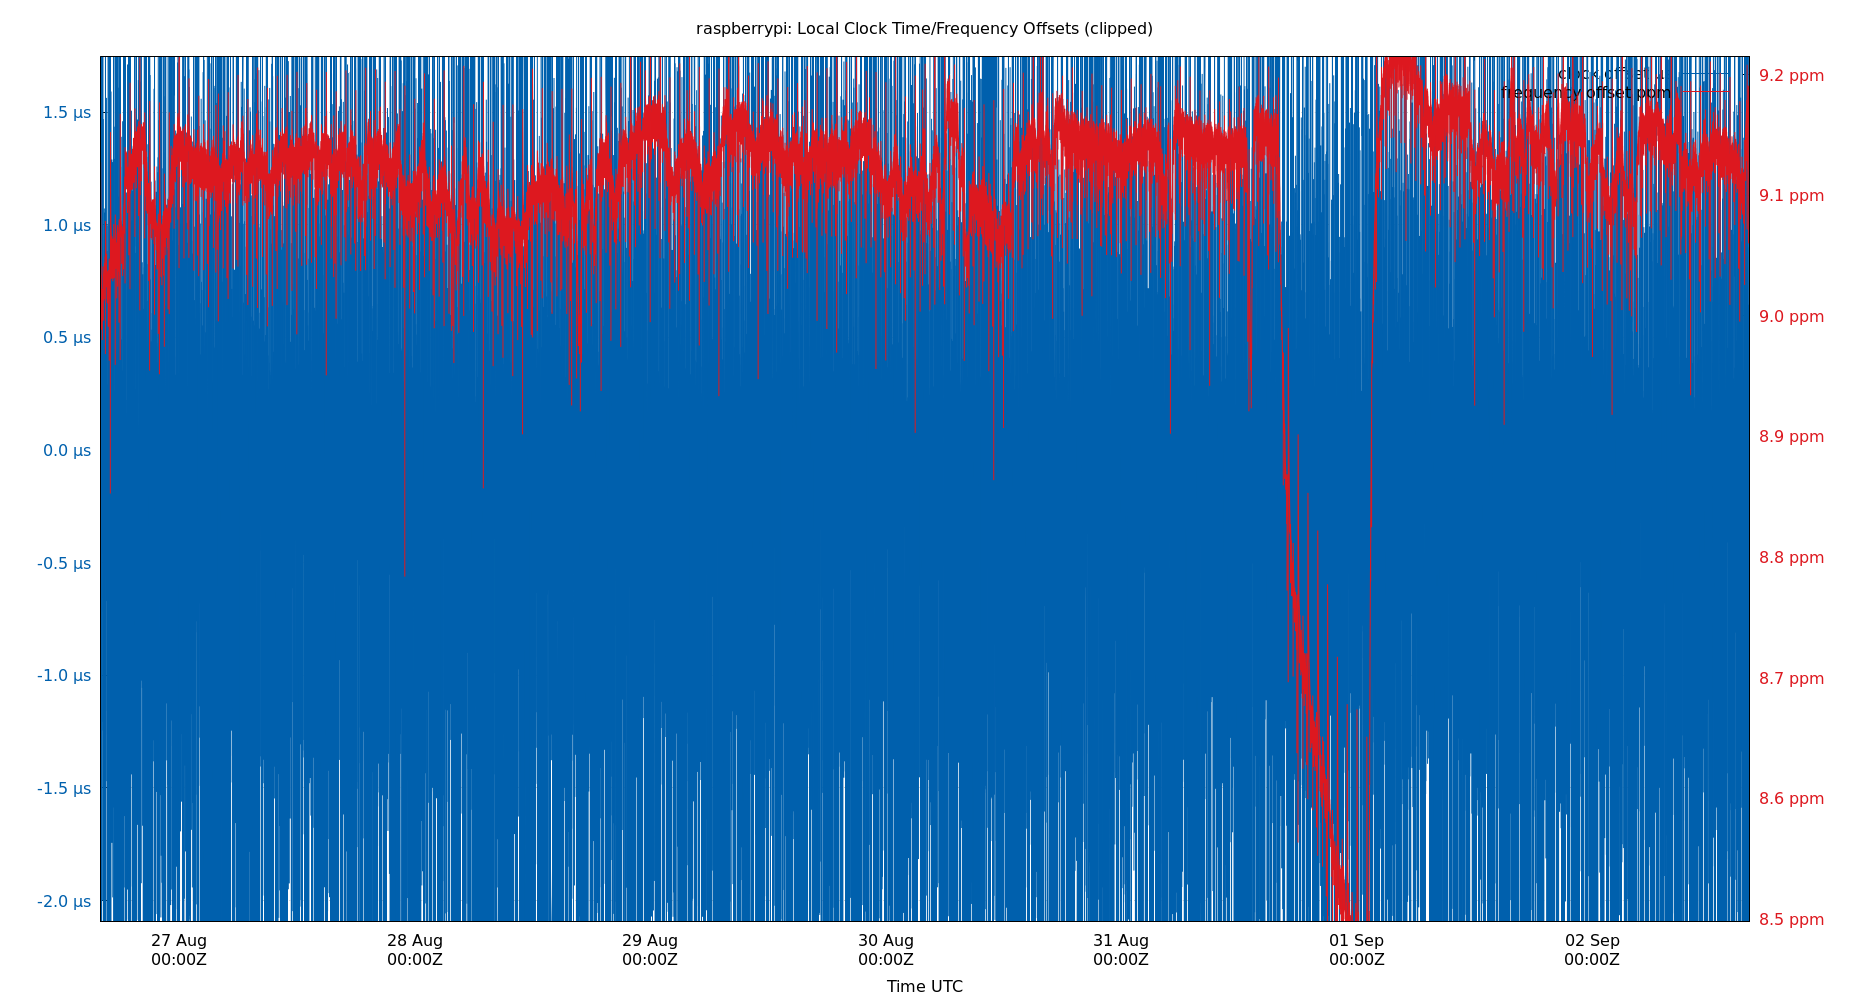 raspberrypi: Local Clock Time/Frequency Offsets (clipped)
clock offset
frequency offset ppm
1.5 µs
1.0 µs
0.5 µs
0.0 µs
-0.5 µs
-1.0 µs
-1.5 µs
-2.0 µs
9.2 ppm
9.1 ppm
9.0 ppm
8.9 ppm
8.8 ppm
8.7 ppm
8.6 ppm
8.5 ppm
27 Aug 28 Aug 29 Aug 30 Aug 31 Aug 01 Sep 02 Sep
00:00Z 00:00Z 00:00Z 00:00Z 00:00Z 00:00Z 00:00Z
Time UTC